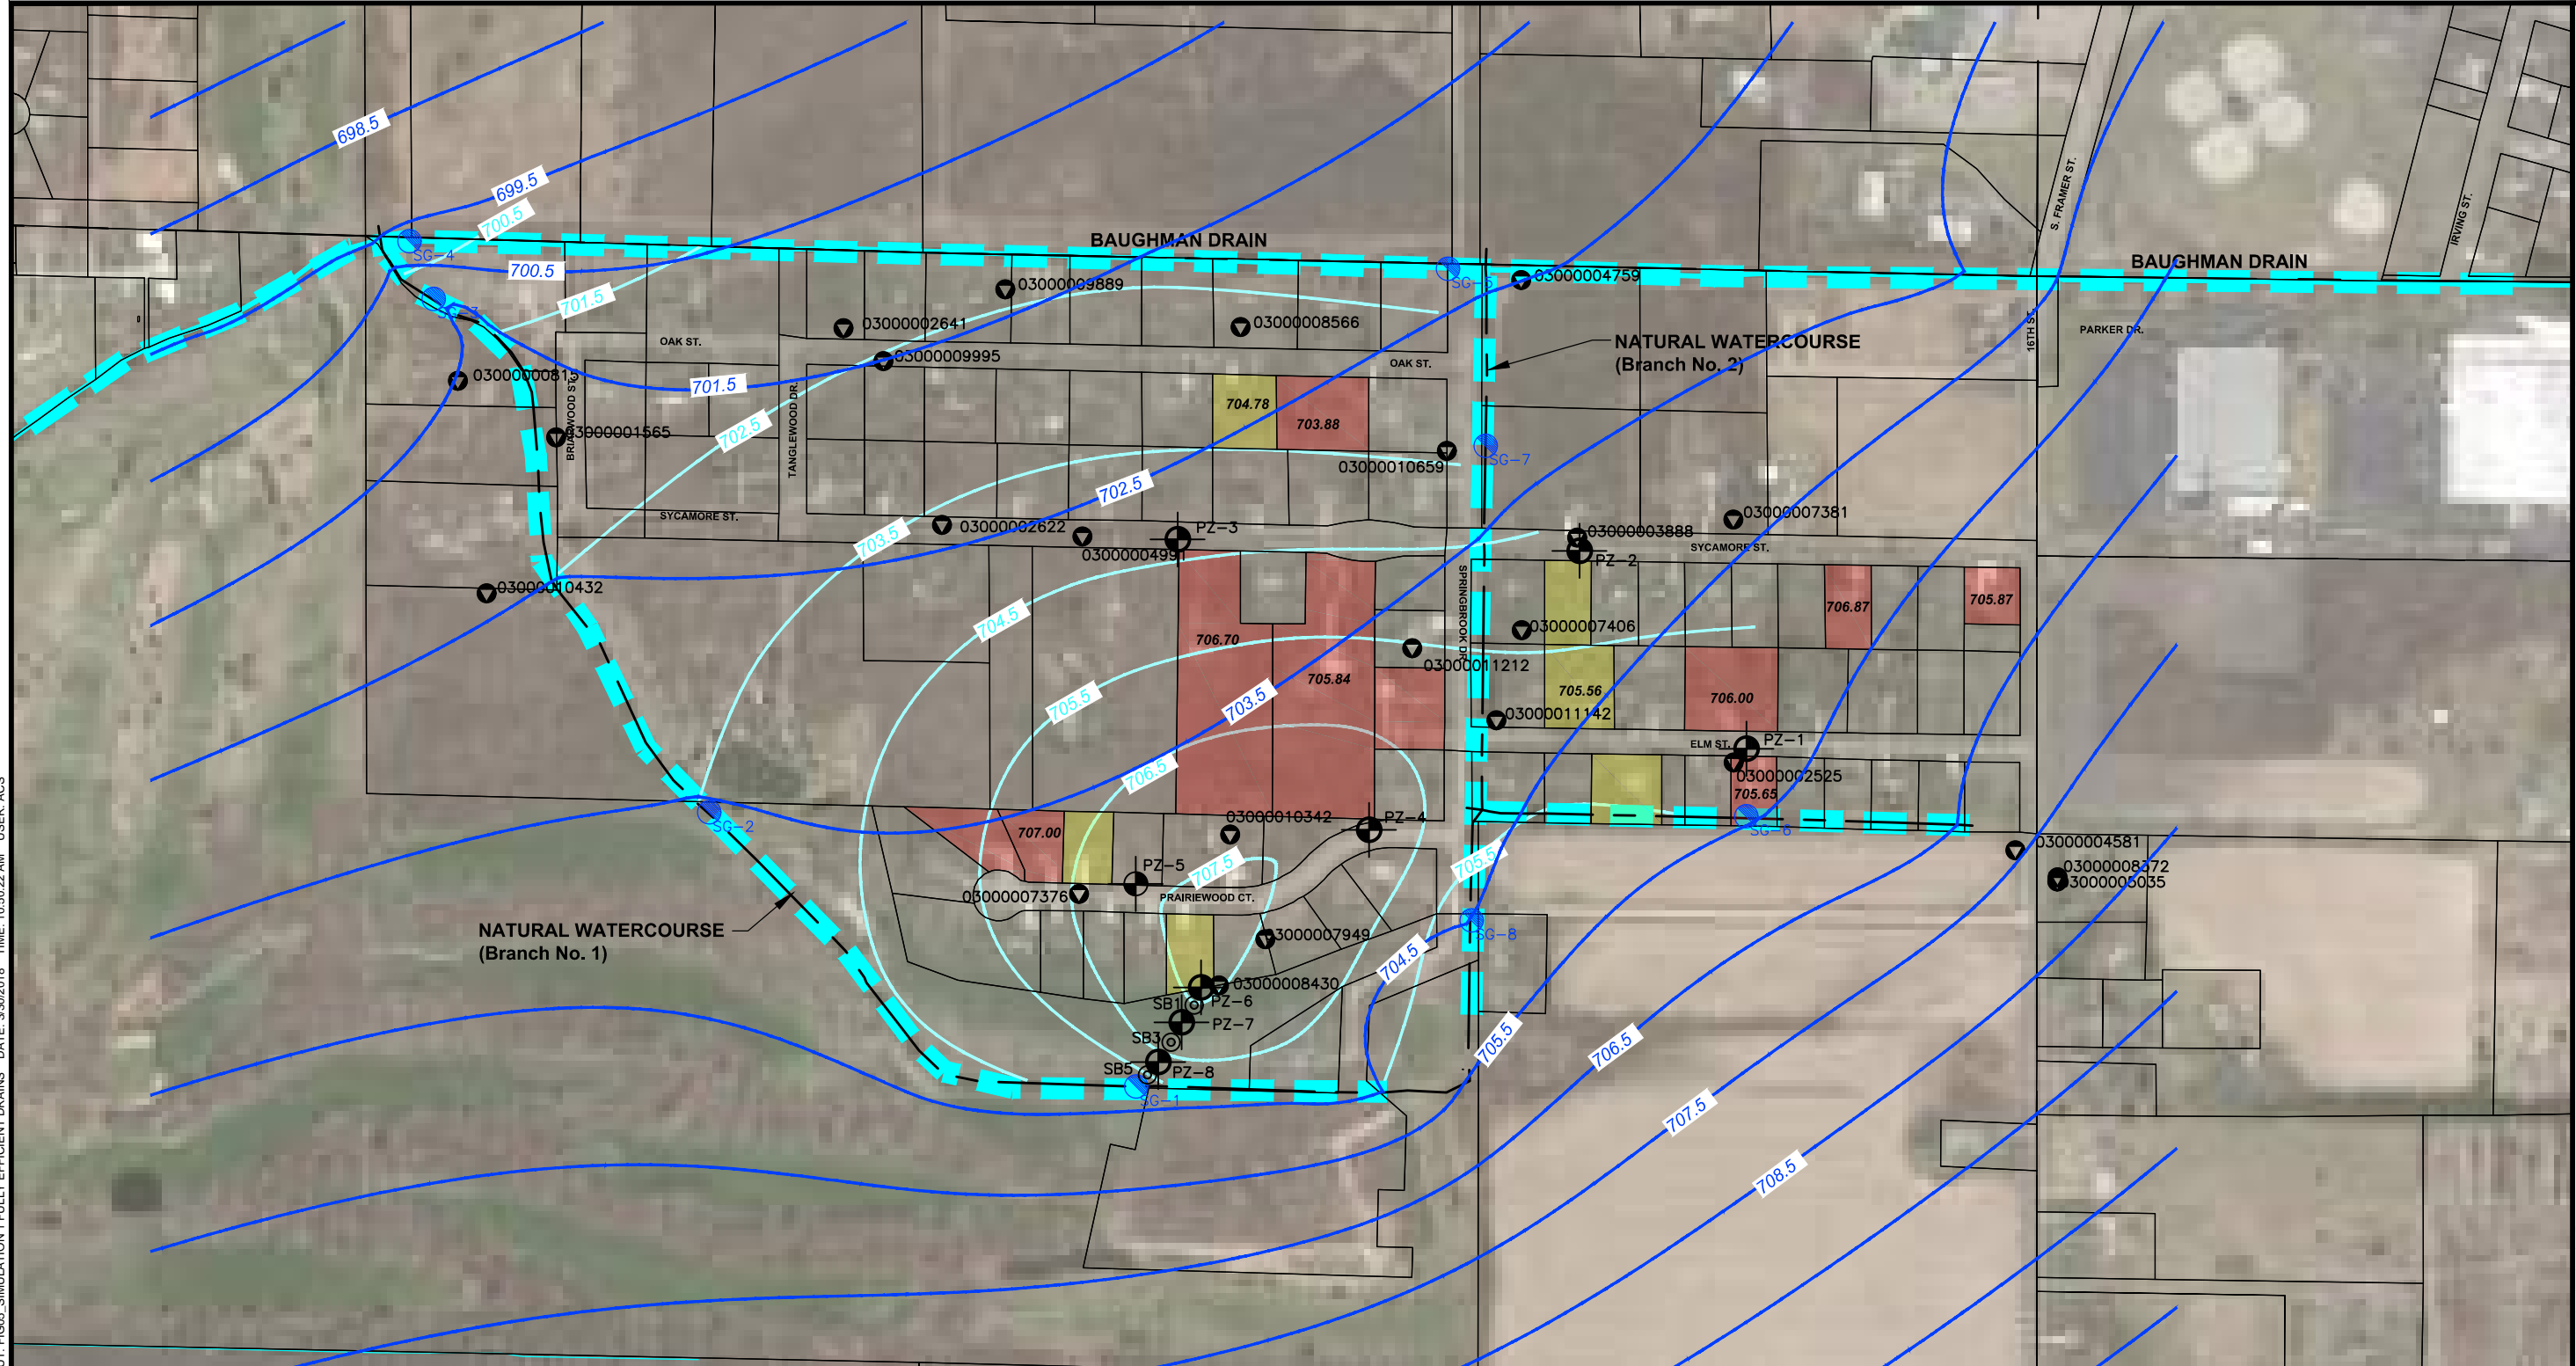 698.5
699.5
700.5
SG-4
700.5
BAUGHMAN DRAIN
BAUGHMAN DRAIN
S. FRAMER ST.
IRVING ST.
16TH ST.
PARKER DR.
701.5
03000009889
SG-5
03000004759
03000002641
03000008566
OAK ST.
OAK ST.
NATURAL WATERCOURSE
(Branch No. 2)
03000009995
03000000815
701.5
BRIARWOOD ST.
TANGLEWOOD DR.
704.78
703.88
702.5
03000001565
03000010659
SG-7
702.5
SYCAMORE ST.
03000002622
PZ-3
03000004991
703.5
03000007381
03000003888
SYCAMORE ST.
PZ-2
03000010432
SPRINGBROOK DR.
706.87
705.87
704.5
03000007406
706.70
03000011212
705.84
705.56
706.00
705.5
703.5
03000011142
ELM ST.
PZ-1
03000002525
706.5
705.65
SG-2
03000010342
PZ-4
SG-6
707.00
03000004581
PZ-5
707.5
705.5
03000008372
03000007376
PRAIRIEWOOD CT.
NATURAL WATERCOURSE
(Branch No. 1)
SG-8
704.5
03000008430
SB1
PZ-6
PZ-7
SB3
SB5
PZ-8
SG-1
705.5
706.5
707.5
708.5